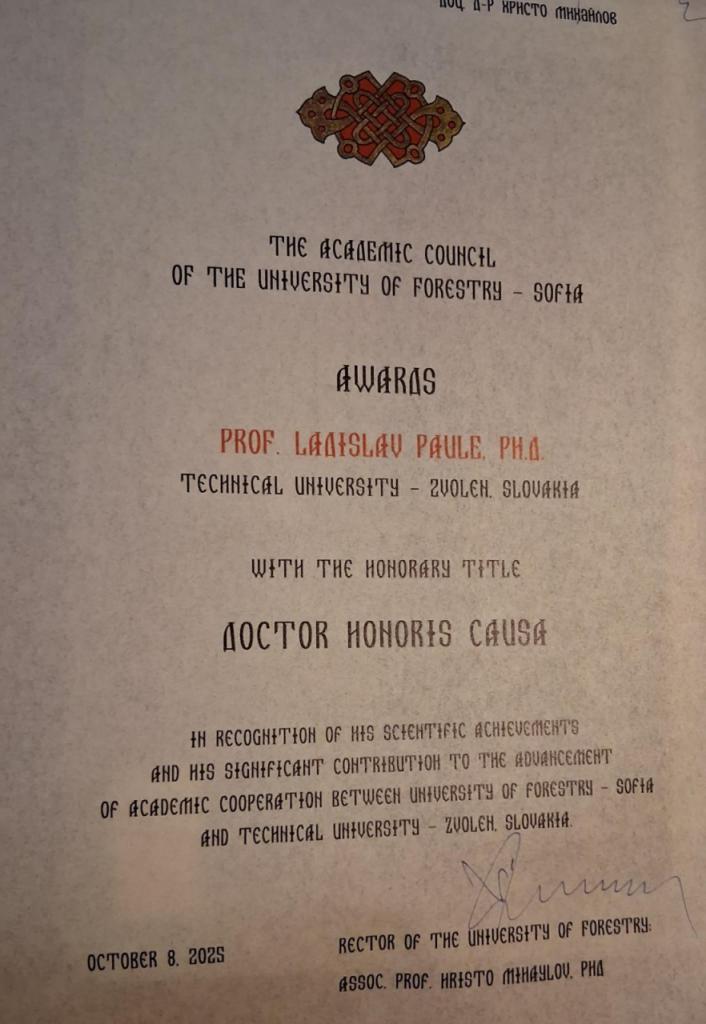 доц. д-р Христо Михайлов
THE ACADEMIC COUNCIL
OF THE UNIVERSITY OF FORESTRY – SOFIA
AWARDS
PROF. LADISLAV PAULE, PH.D.
TECHNICAL UNIVERSITY – ZVOLEN, SLOVAKIA
WITH THE HONORARY TITLE
DOCTOR HONORIS CAUSA
IN RECOGNITION OF HIS SCIENTIFIC ACHIEVEMENTS
AND HIS SIGNIFICANT CONTRIBUTION TO THE ADVANCEMENT
OF ACADEMIC COOPERATION BETWEEN UNIVERSITY OF FORESTRY – SOFIA
AND TECHNICAL UNIVERSITY – ZVOLEN, SLOVAKIA.
OCTOBER 8, 2025
RECTOR OF THE UNIVERSITY OF FORESTRY:
ASSOC. PROF. HRISTO MIHAYLOV, PHD